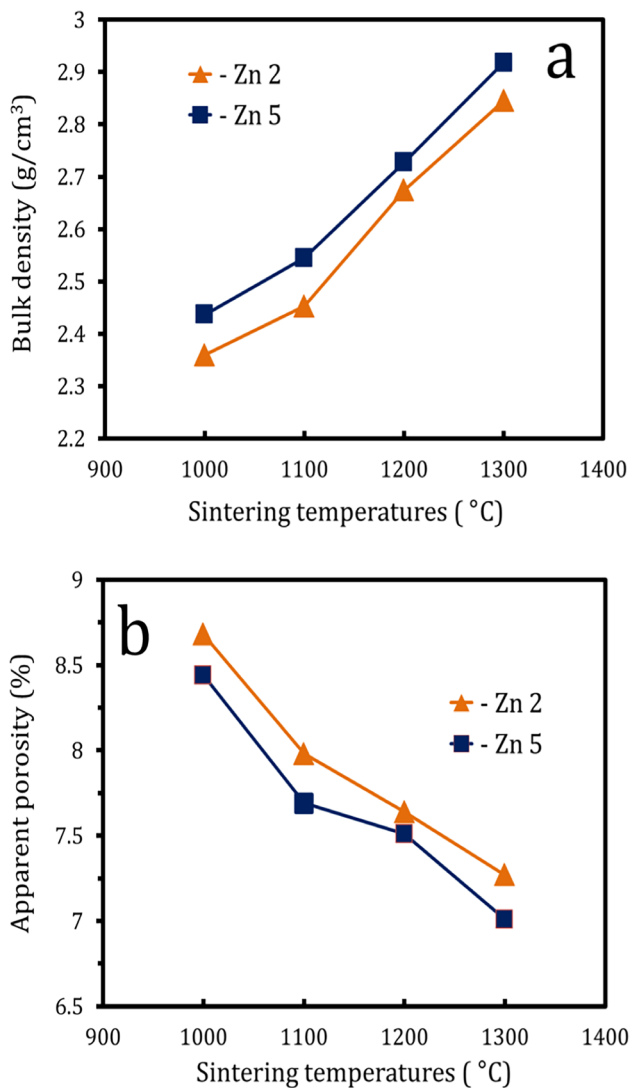 3
2.9
2.8
2.7
2.6
2.5
2.4
2.3
2.2
Bulk density (g/cm³)
a
- Zn 2
- Zn 5
900 1000 1100 1200 1300 1400
Sintering temperatures ( °C)
9
8.5
8
7.5
7
6.5
Apparent porosity (%)
b
- Zn 2
- Zn 5
900 1000 1100 1200 1300 1400
Sintering temperatures ( °C)